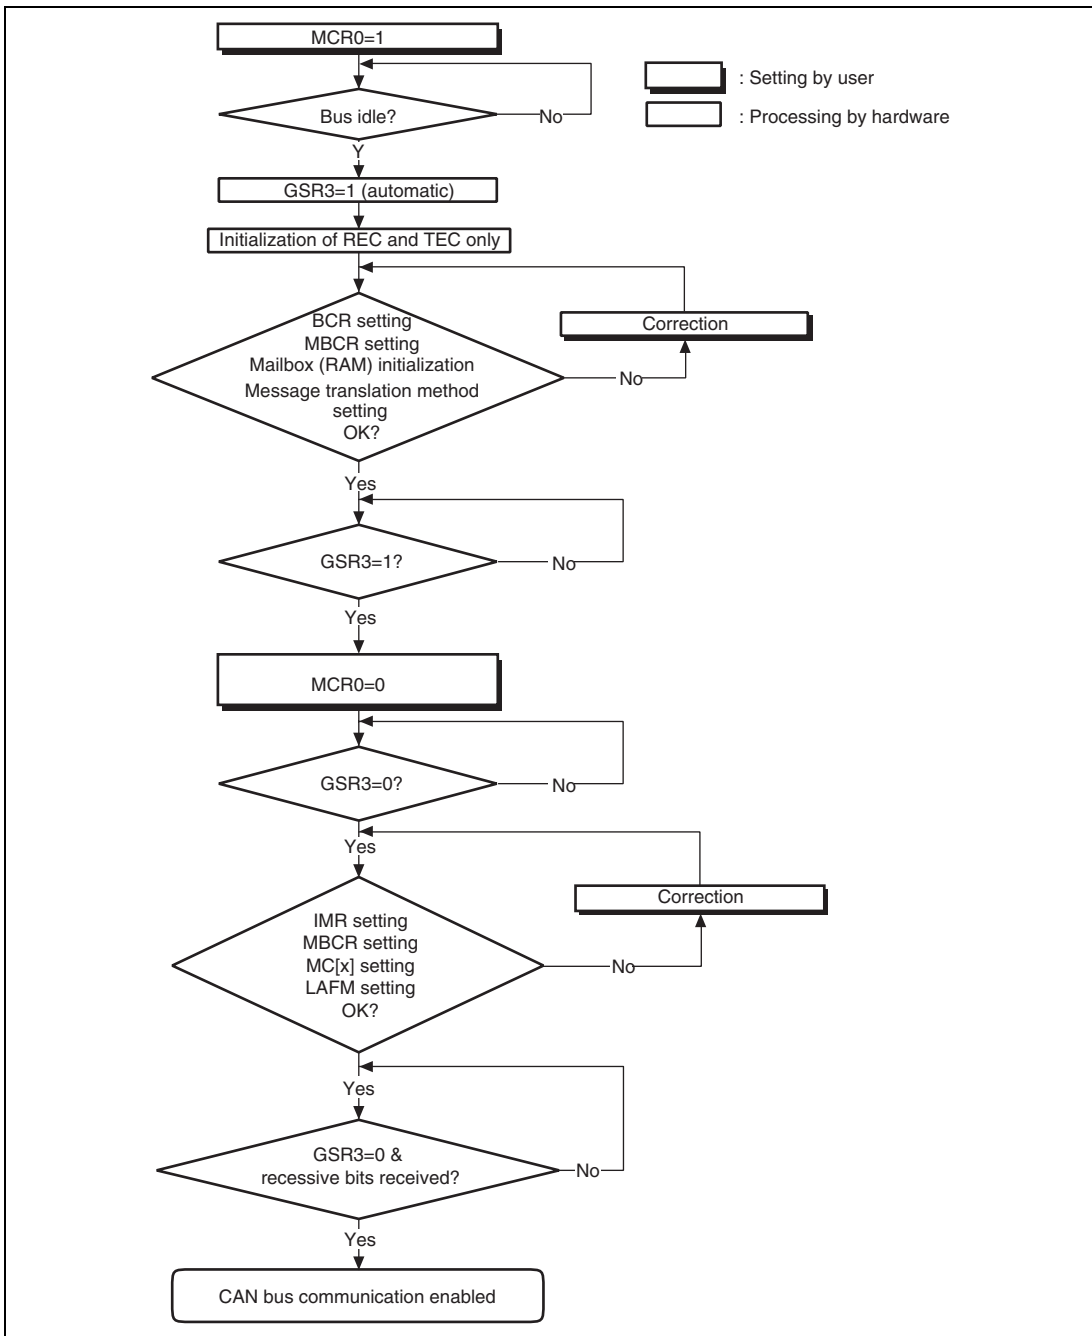 MCR0=1
: Setting by user
: Processing by hardware
Bus idle?
No
Y
GSR3=1 (automatic)
Initialization of REC and TEC only
BCR setting
MBCR setting
Mailbox (RAM) initialization
Message translation method
setting
OK?
Correction
No
Yes
GSR3=1?
No
Yes
MCR0=0
GSR3=0?
No
Yes
IMR setting
MBCR setting
MC[x] setting
LAFM setting
OK?
Correction
No
Yes
GSR3=0 &
recessive bits received?
No
Yes
CAN bus communication enabled